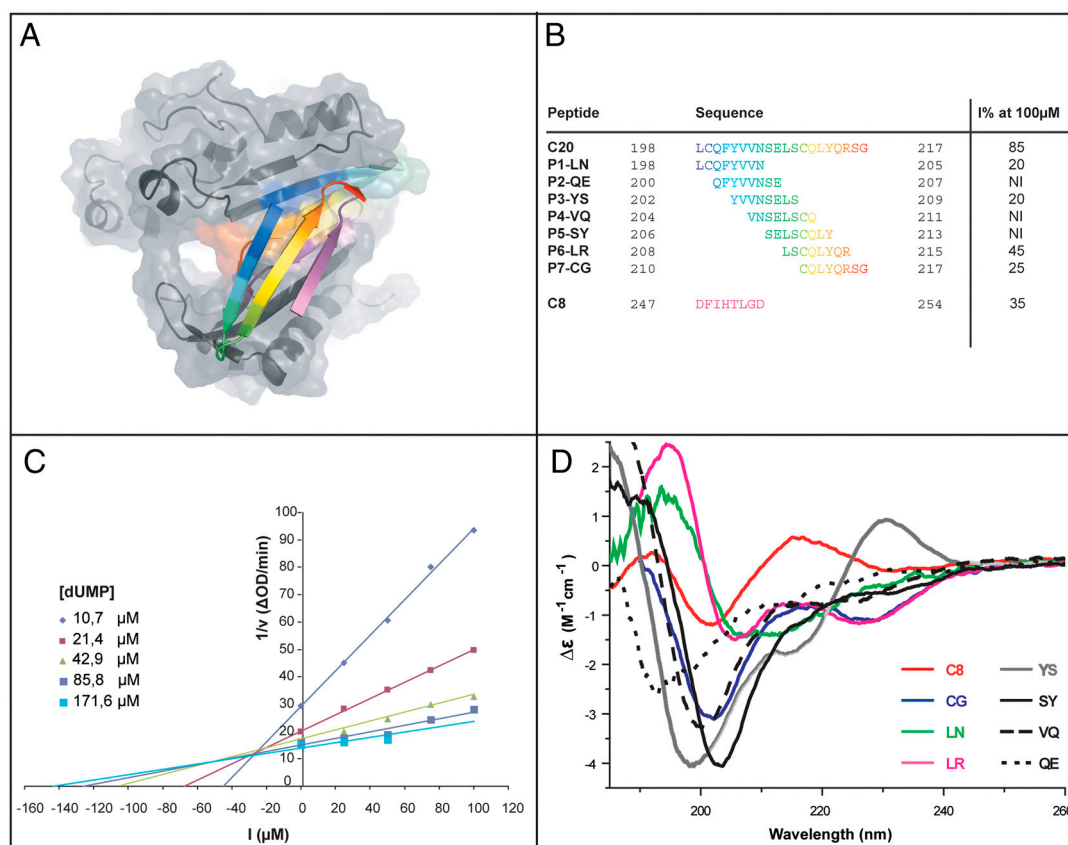 A
B
Peptide Sequence I% at 100µM
C20 198 LCQFYVVNSELSCQLYQRSG 217 85
P1-LN 198 LCQFYVVN 205 20
P2-QE 200 QFYVVNSE 207 NI
P3-YS 202 YVVNSELS 209 20
P4-VQ 204 VNSELSCQ 211 NI
P5-SY 206 SELSCQLY 213 NI
P6-LR 208 LSCQLYQR 215 45
P7-CG 210 CQLYQRSG 217 25
C8 247 DFIHTLGD 254 35
C
[dUMP]
10,7 µM
21,4 µM
42,9 µM
85,8 µM
171,6 µM
1/v (ΔOD/min)
100
90
80
70
60
50
40
30
20
10
0
-160 -140 -120 -100 -80 -60 -40 -20 0 20 40 60 80 100 120
I (µM)
D
Δε (M⁻¹cm⁻¹)
2
1
0
-1
-2
-3
-4
C8 YS
CG SY
LN VQ
LR QE
200 220 240 260
Wavelength (nm)